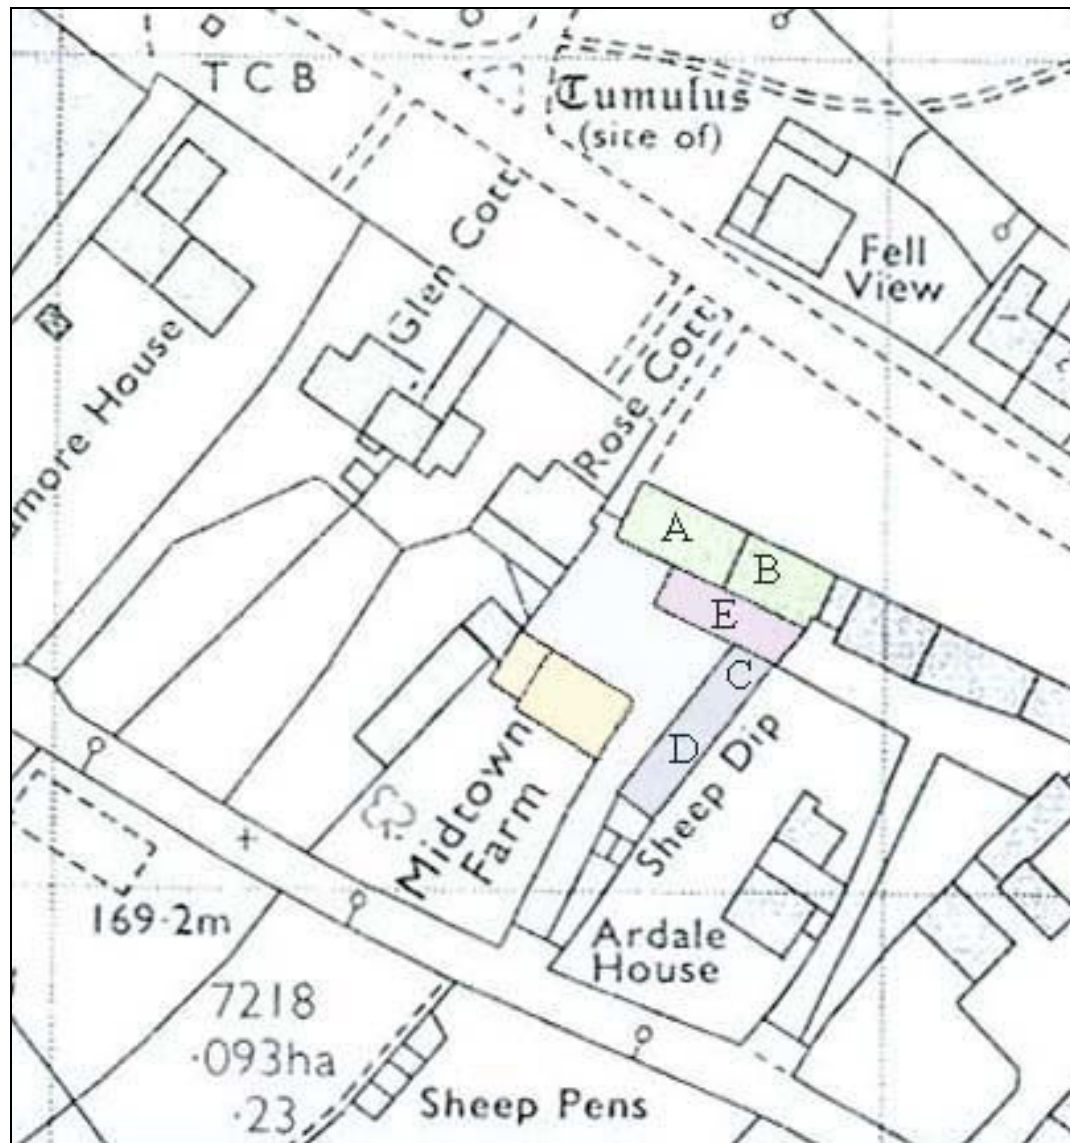 T C B
Tumulus
(site of)
Glen Cott
Fell
View
Rose Cott
amore House
A
B
E
C
D
Sheep Dip
Midtown
Farm
169·2m
Ardale
House
7218
·093ha
·23
Sheep Pens